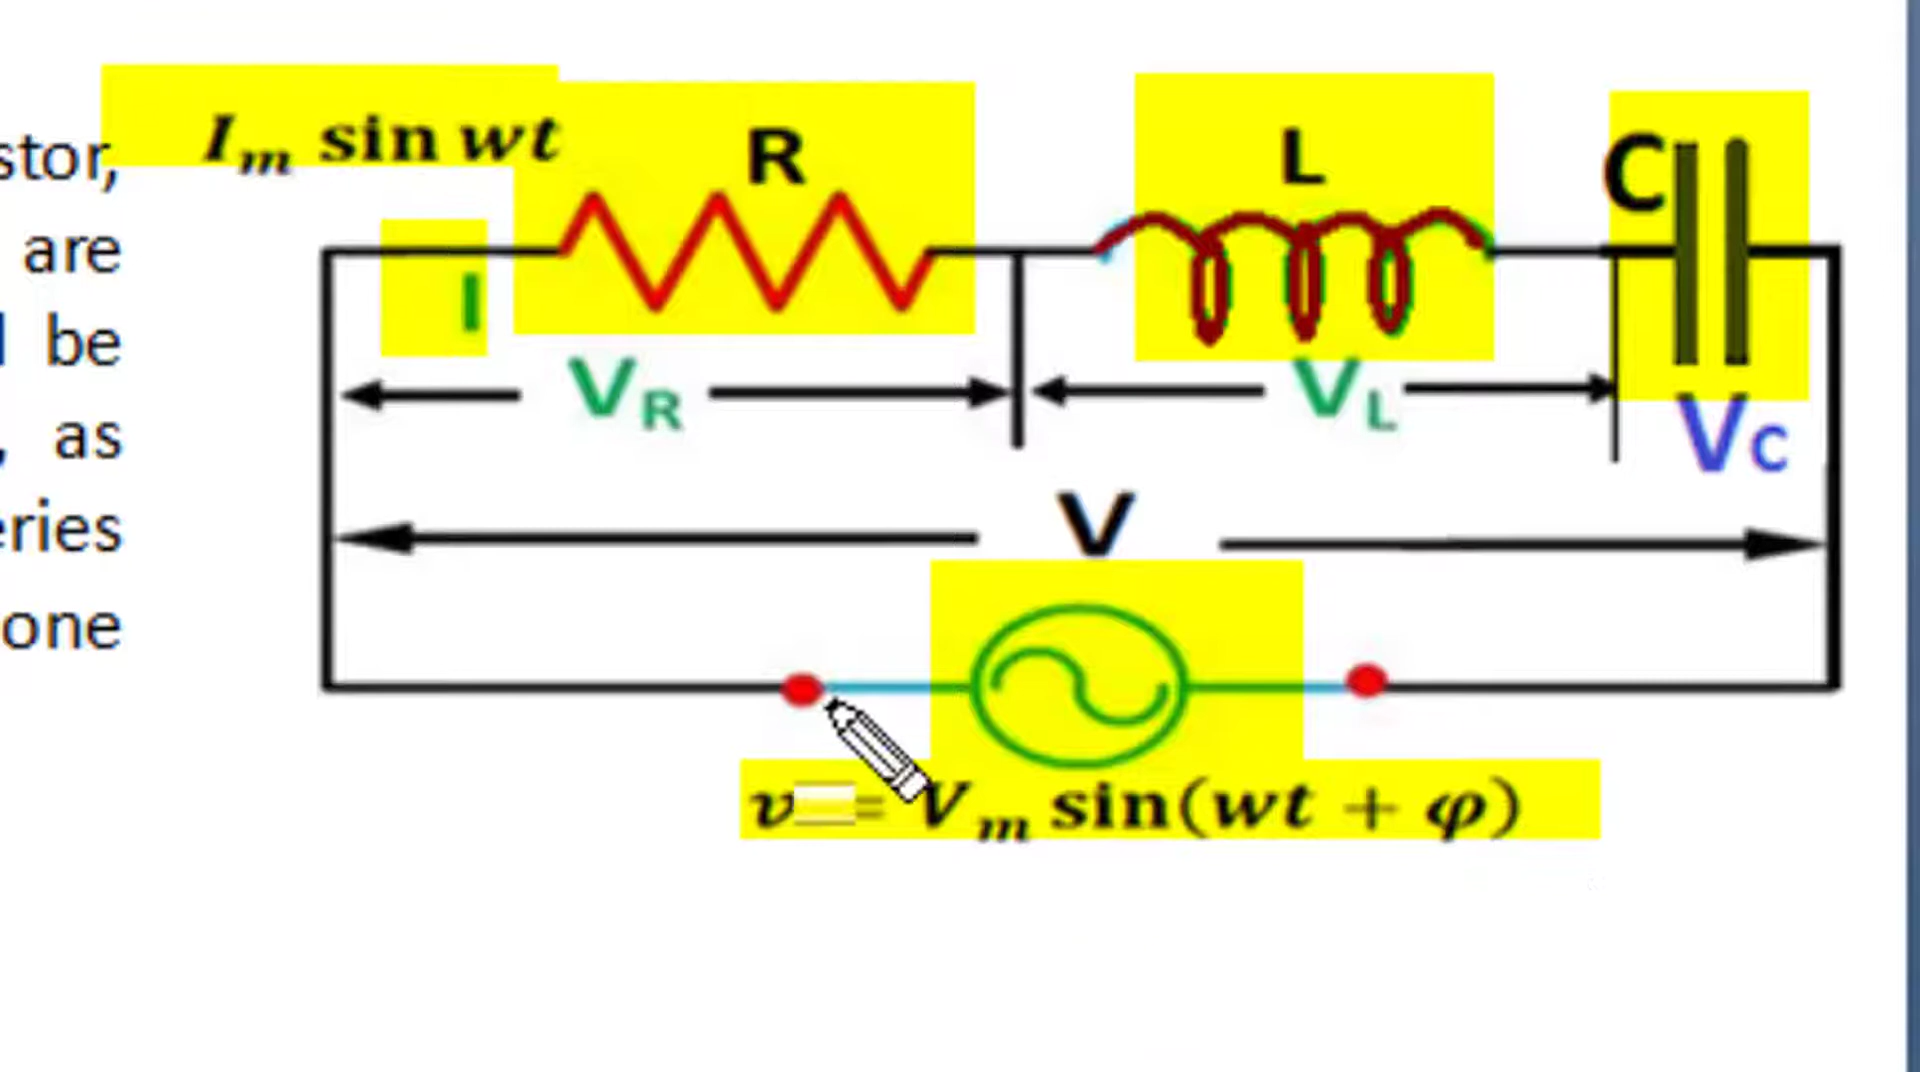 I_m sin wt
R
L
C
stor,
are
I
be
V_R
V_L
V_C
, as
V
eries
one
v = V_m sin(wt + φ)